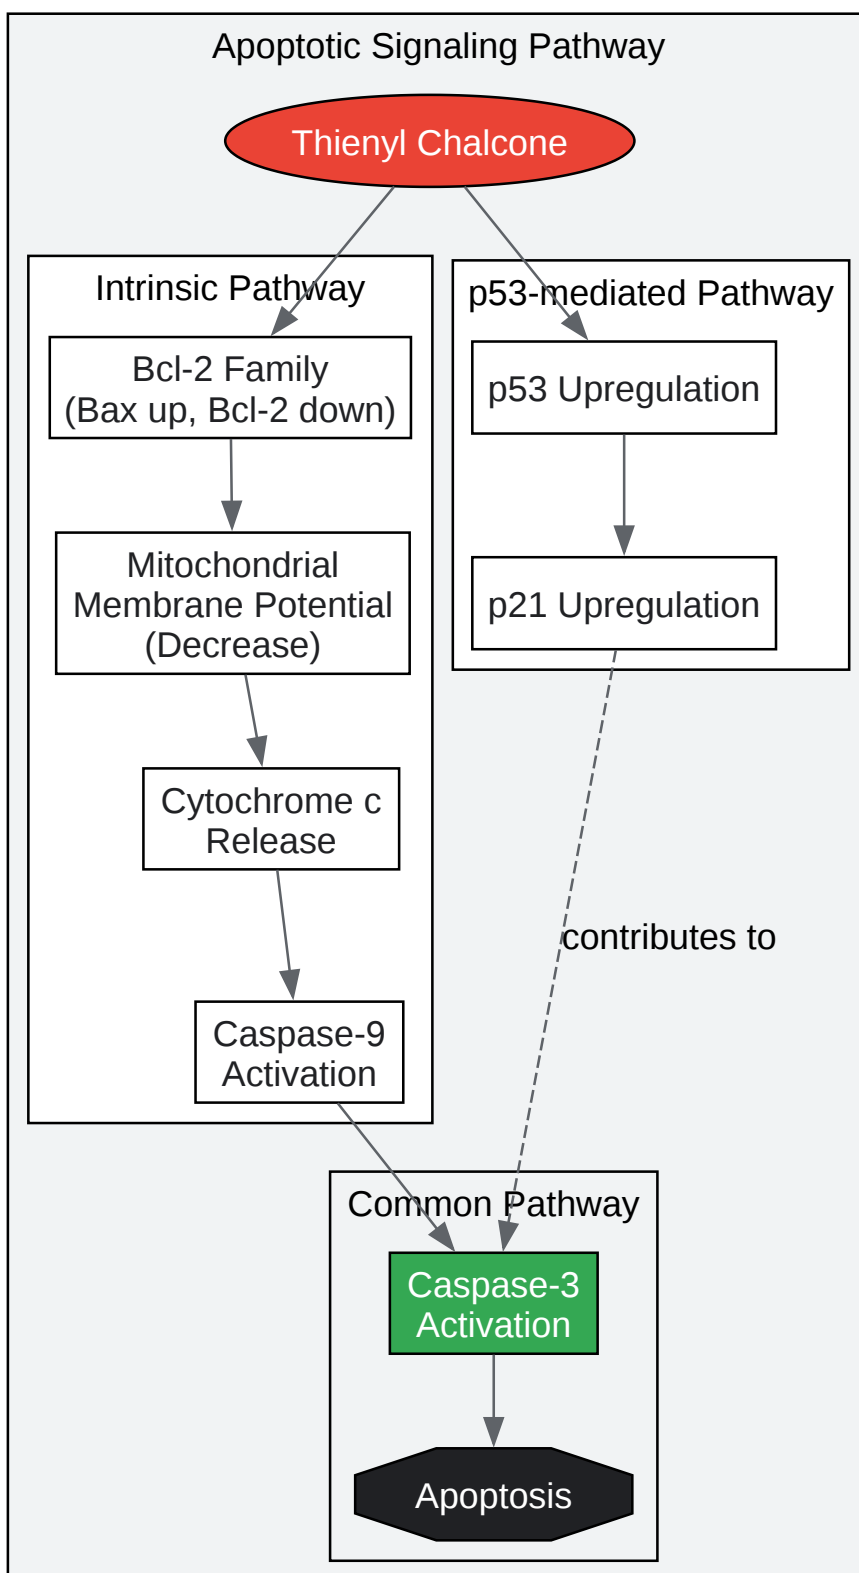 Apoptotic Signaling Pathway
Thienyl Chalcone
Intrinsic Pathway
Bcl-2 Family
(Bax up, Bcl-2 down)
Mitochondrial
Membrane Potential
(Decrease)
Cytochrome c
Release
Caspase-9
Activation
p53-mediated Pathway
p53 Upregulation
p21 Upregulation
contributes to
Common Pathway
Caspase-3
Activation
Apoptosis